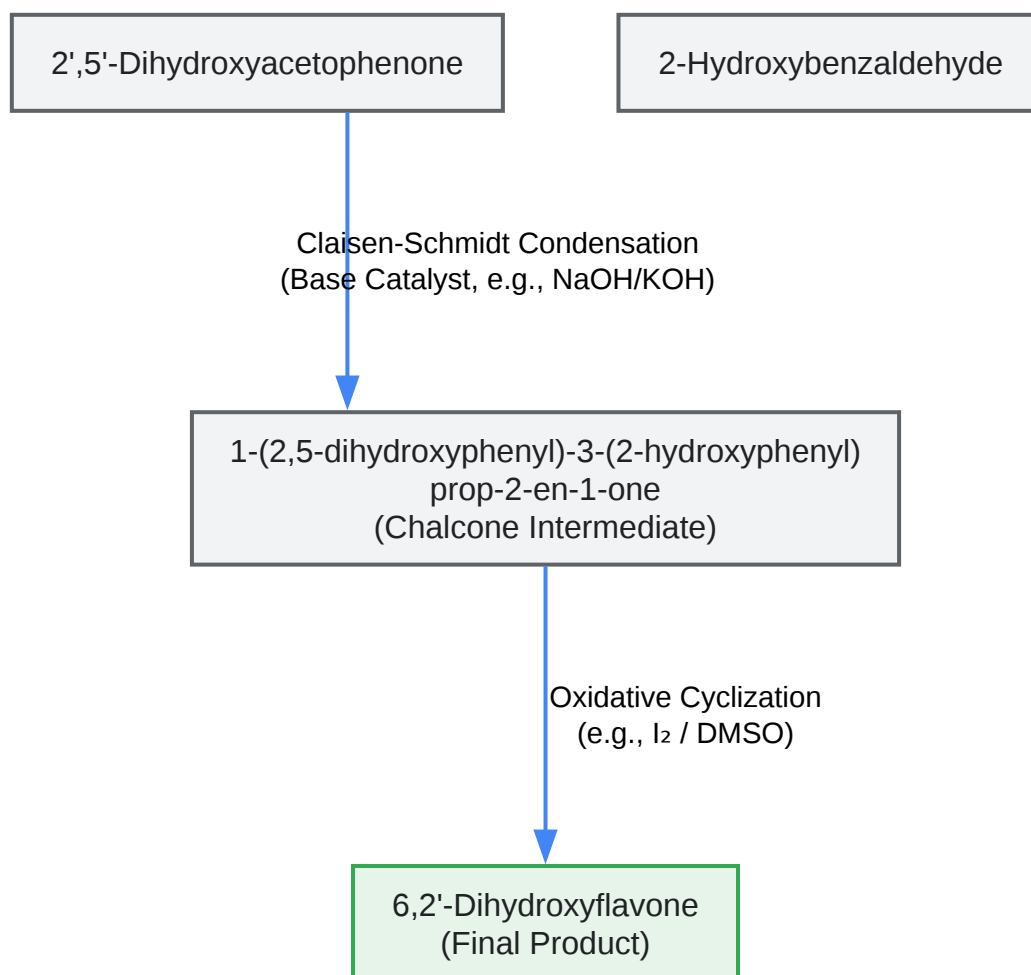 2',5'-Dihydroxyacetophenone
2-Hydroxybenzaldehyde
Claisen-Schmidt Condensation
(Base Catalyst, e.g., NaOH/KOH)
1-(2,5-dihydroxyphenyl)-3-(2-hydroxyphenyl)
prop-2-en-1-one
(Chalcone Intermediate)
Oxidative Cyclization
(e.g., I₂ / DMSO)
6,2'-Dihydroxyflavone
(Final Product)